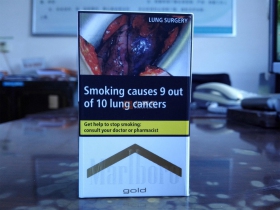 LUNG SURGERY
Smoking causes 9 out
of 10 lung cancers
Get help to stop smoking:
consult your doctor or pharmacist
Marlboro
gold